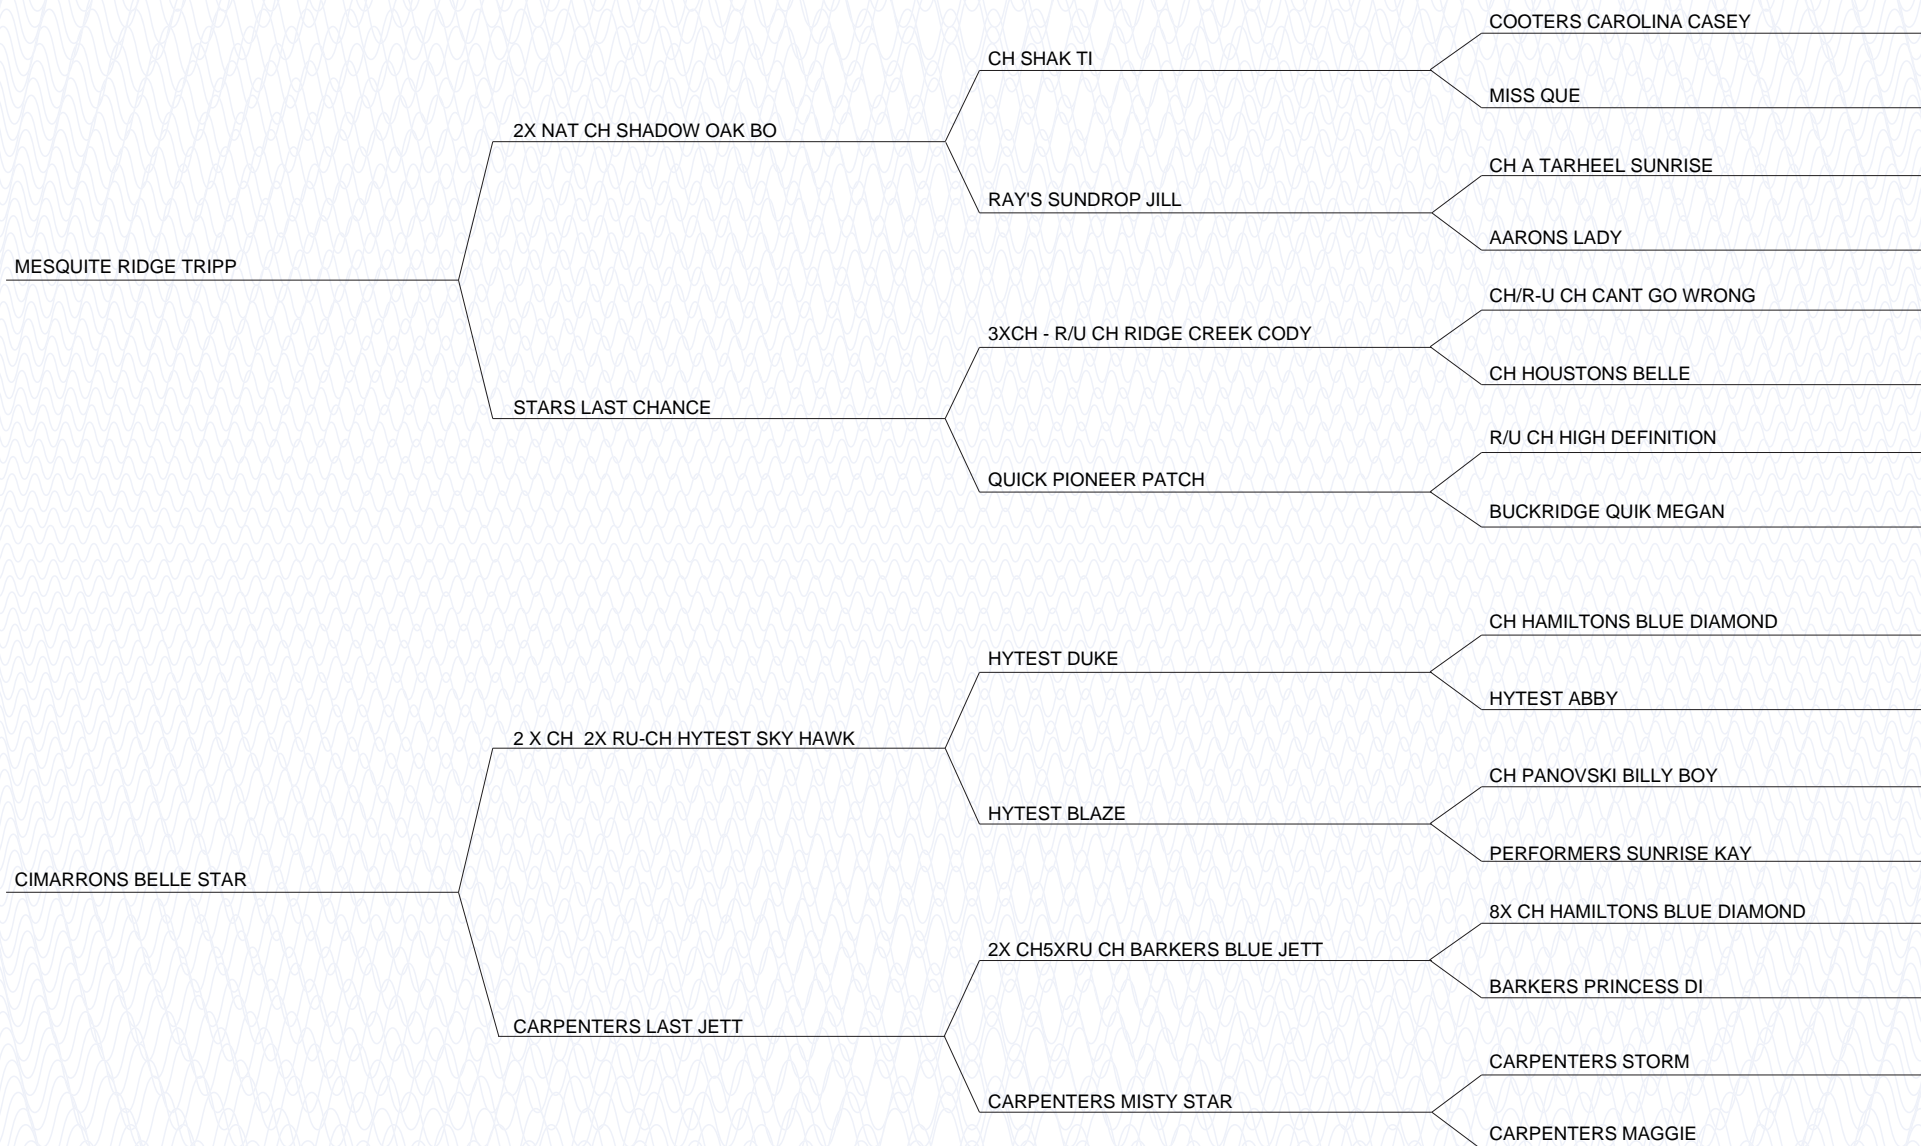 COOTERS CAROLINA CASEY
CH SHAK TI
MISS QUE
2X NAT CH SHADOW OAK BO
CH A TARHEEL SUNRISE
RAY'S SUNDROP JILL
AARONS LADY
MESQUITE RIDGE TRIPP
CH/R-U CH CANT GO WRONG
3XCH - R/U CH RIDGE CREEK CODY
CH HOUSTONS BELLE
STARS LAST CHANCE
R/U CH HIGH DEFINITION
QUICK PIONEER PATCH
BUCKRIDGE QUIK MEGAN
CH HAMILTONS BLUE DIAMOND
HYTEST DUKE
HYTEST ABBY
2 X CH  2X RU-CH HYTEST SKY HAWK
CH PANOVSKI BILLY BOY
HYTEST BLAZE
PERFORMERS SUNRISE KAY
CIMARRONS BELLE STAR
8X CH HAMILTONS BLUE DIAMOND
2X CH5XRU CH BARKERS BLUE JETT
BARKERS PRINCESS DI
CARPENTERS LAST JETT
CARPENTERS STORM
CARPENTERS MISTY STAR
CARPENTERS MAGGIE